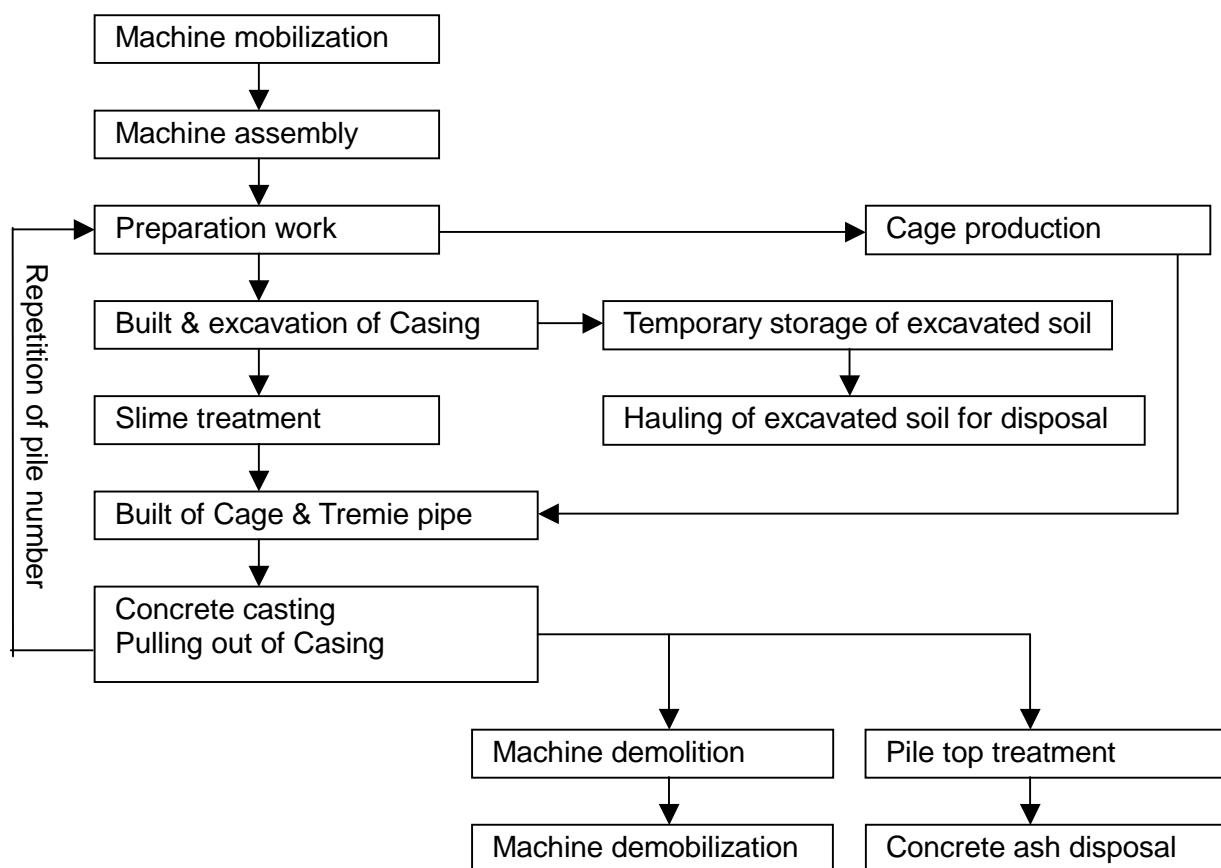 Machine mobilization
Machine assembly
Preparation work
Cage production
Repetition of pile number
Built & excavation of Casing
Temporary storage of excavated soil
Slime treatment
Hauling of excavated soil for disposal
Built of Cage & Tremie pipe
Concrete casting
Pulling out of Casing
Machine demolition
Pile top treatment
Machine demobilization
Concrete ash disposal